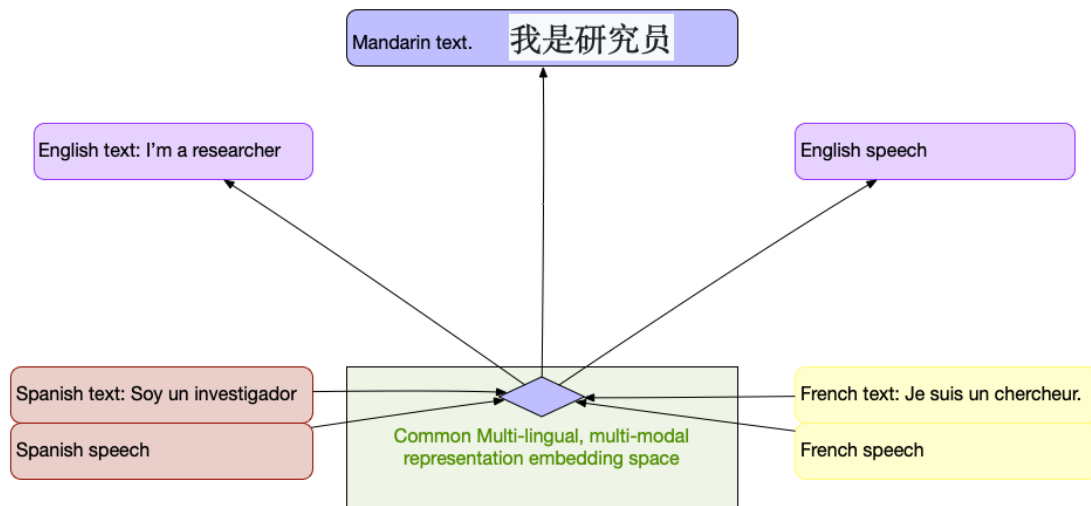 Mandarin text. 我是研究员
English text: I’m a researcher
English speech
Spanish text: Soy un investigador
French text: Je suis un chercheur.
Common Multi-lingual, multi-modal
representation embedding space
Spanish speech
French speech